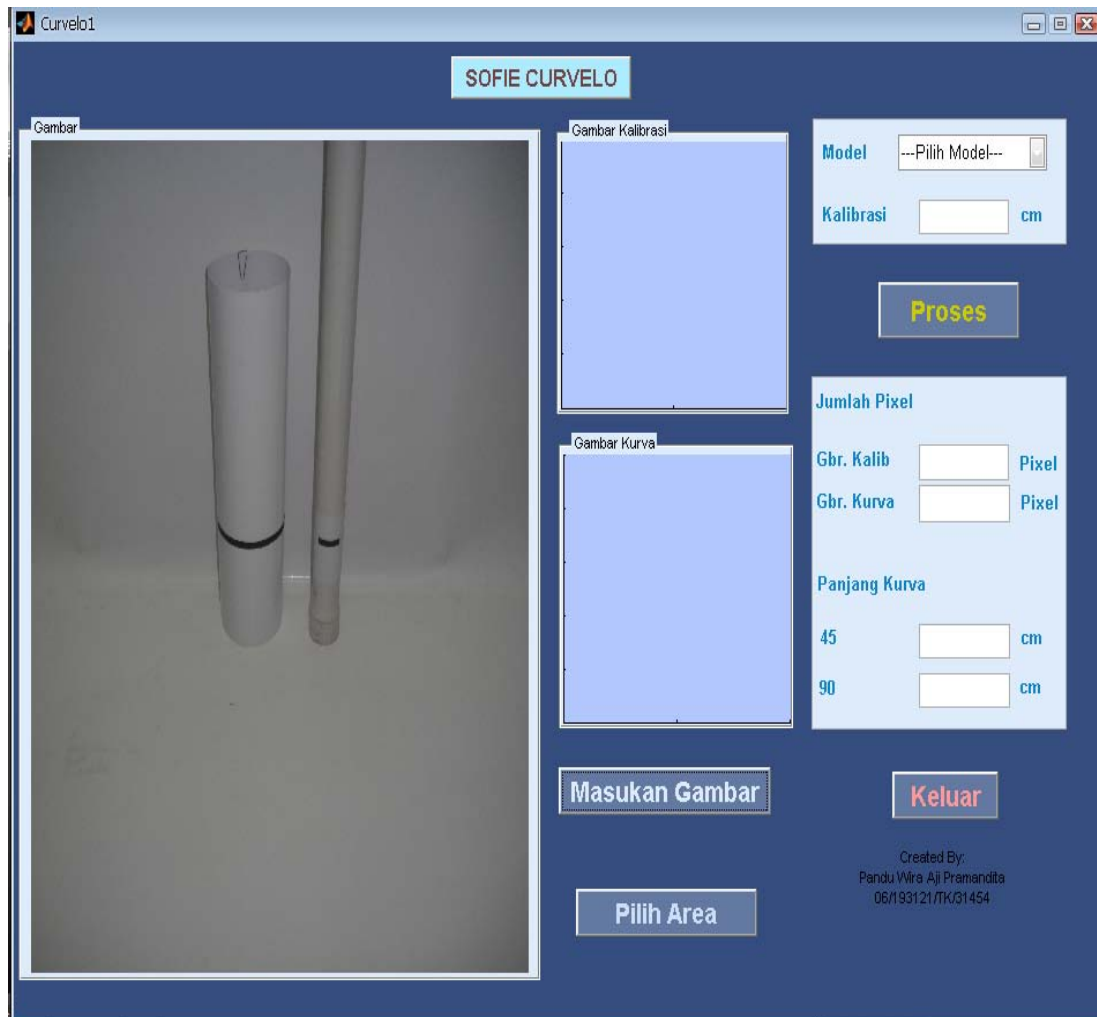 Curvelo1
SOFIE CURVELO
Gambar
Gambar Kalibrasi
Gambar Kurva
Masukan Gambar
Pilih Area
Model ---Pilih Model---
Kalibrasi cm
Proses
Jumlah Pixel
Gbr. Kalib Pixel
Gbr. Kurva Pixel
Panjang Kurva
45 cm
90 cm
Keluar
Created By:
Pandu Wira Aji Pramandita
06/193121/TK/31454